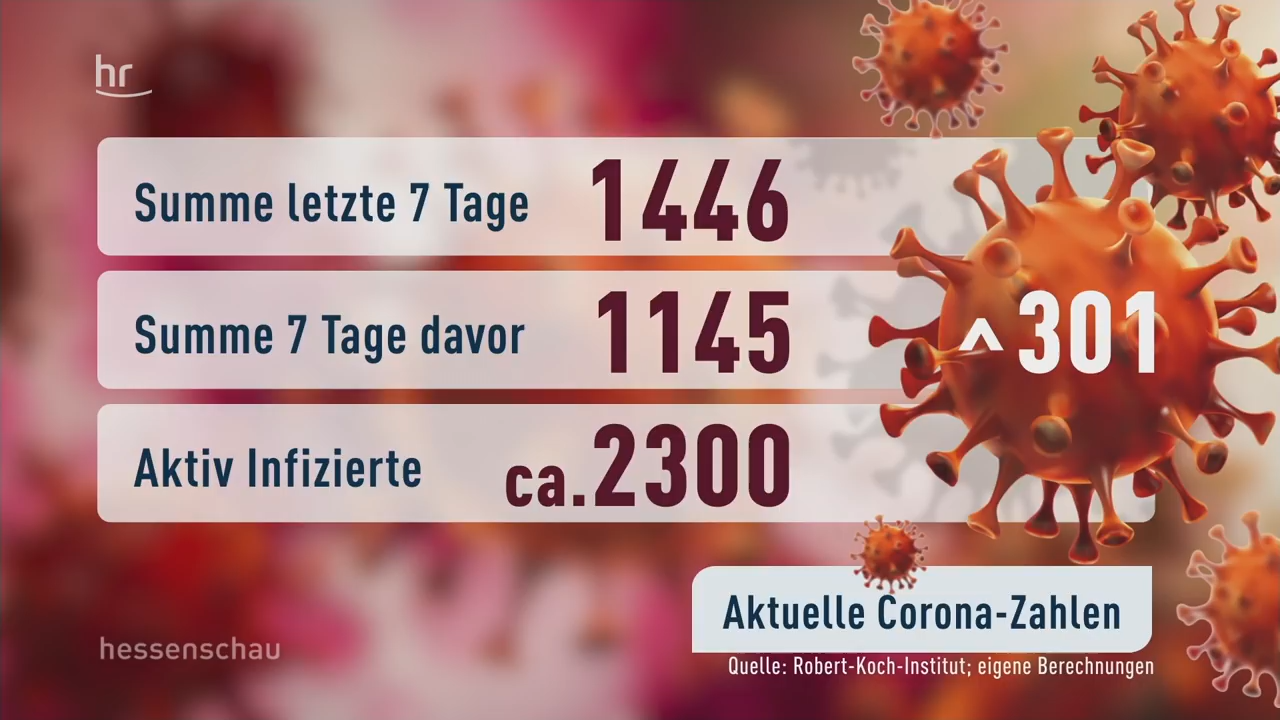 hr
Summe letzte 7 Tage 1446
Summe 7 Tage davor 1145 ^301
Aktiv Infizierte ca.2300
Aktuelle Corona-Zahlen
hessenschau
Quelle: Robert-Koch-Institut; eigene Berechnungen